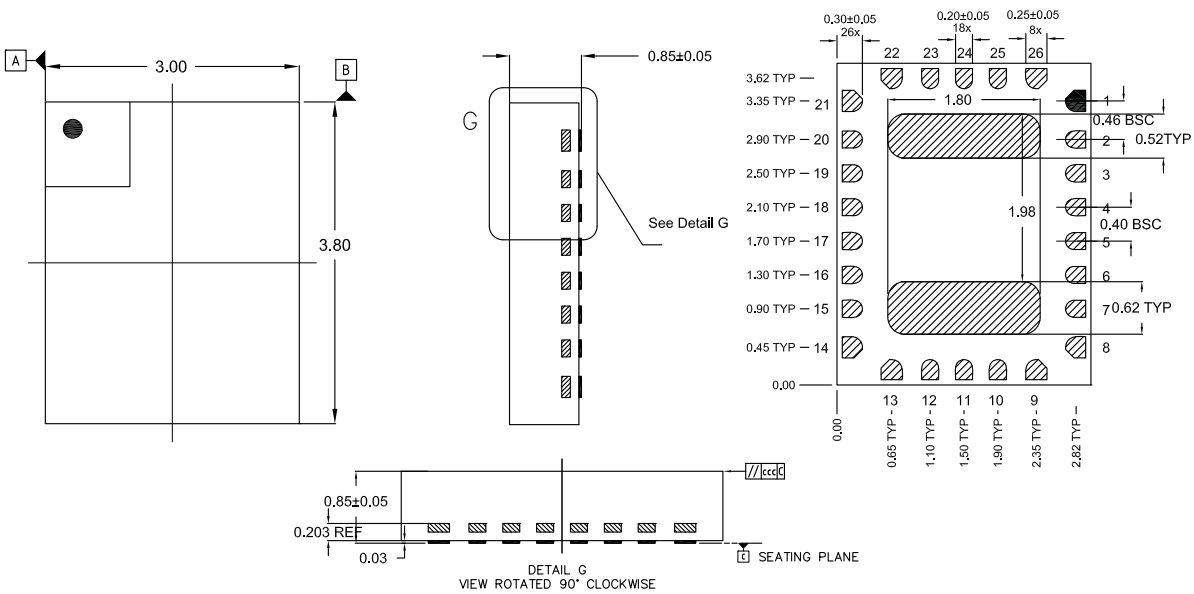 A
3.00
B
3.80
0.85±0.05
G
See Detail G
0.30±0.05
26x
0.20±0.05
18x
0.25±0.05
8x
22 23 24 25 26
3.62 TYP
3.35 TYP 21
2.90 TYP 20
2.50 TYP 19
2.10 TYP 18
1.70 TYP 17
1.30 TYP 16
0.90 TYP 15
0.45 TYP 14
0.00
1.80
1.98
1
0.46 BSC
2
0.52TYP
3
4
0.40 BSC
5
6
7
0.62 TYP
8
13 12 11 10 9
0.00
0.65 TYP
1.10 TYP
1.50 TYP
1.90 TYP
2.35 TYP
2.82 TYP
// ccc C
0.85±0.05
0.203 REF
0.03
C SEATING PLANE
DETAIL G
VIEW ROTATED 90° CLOCKWISE